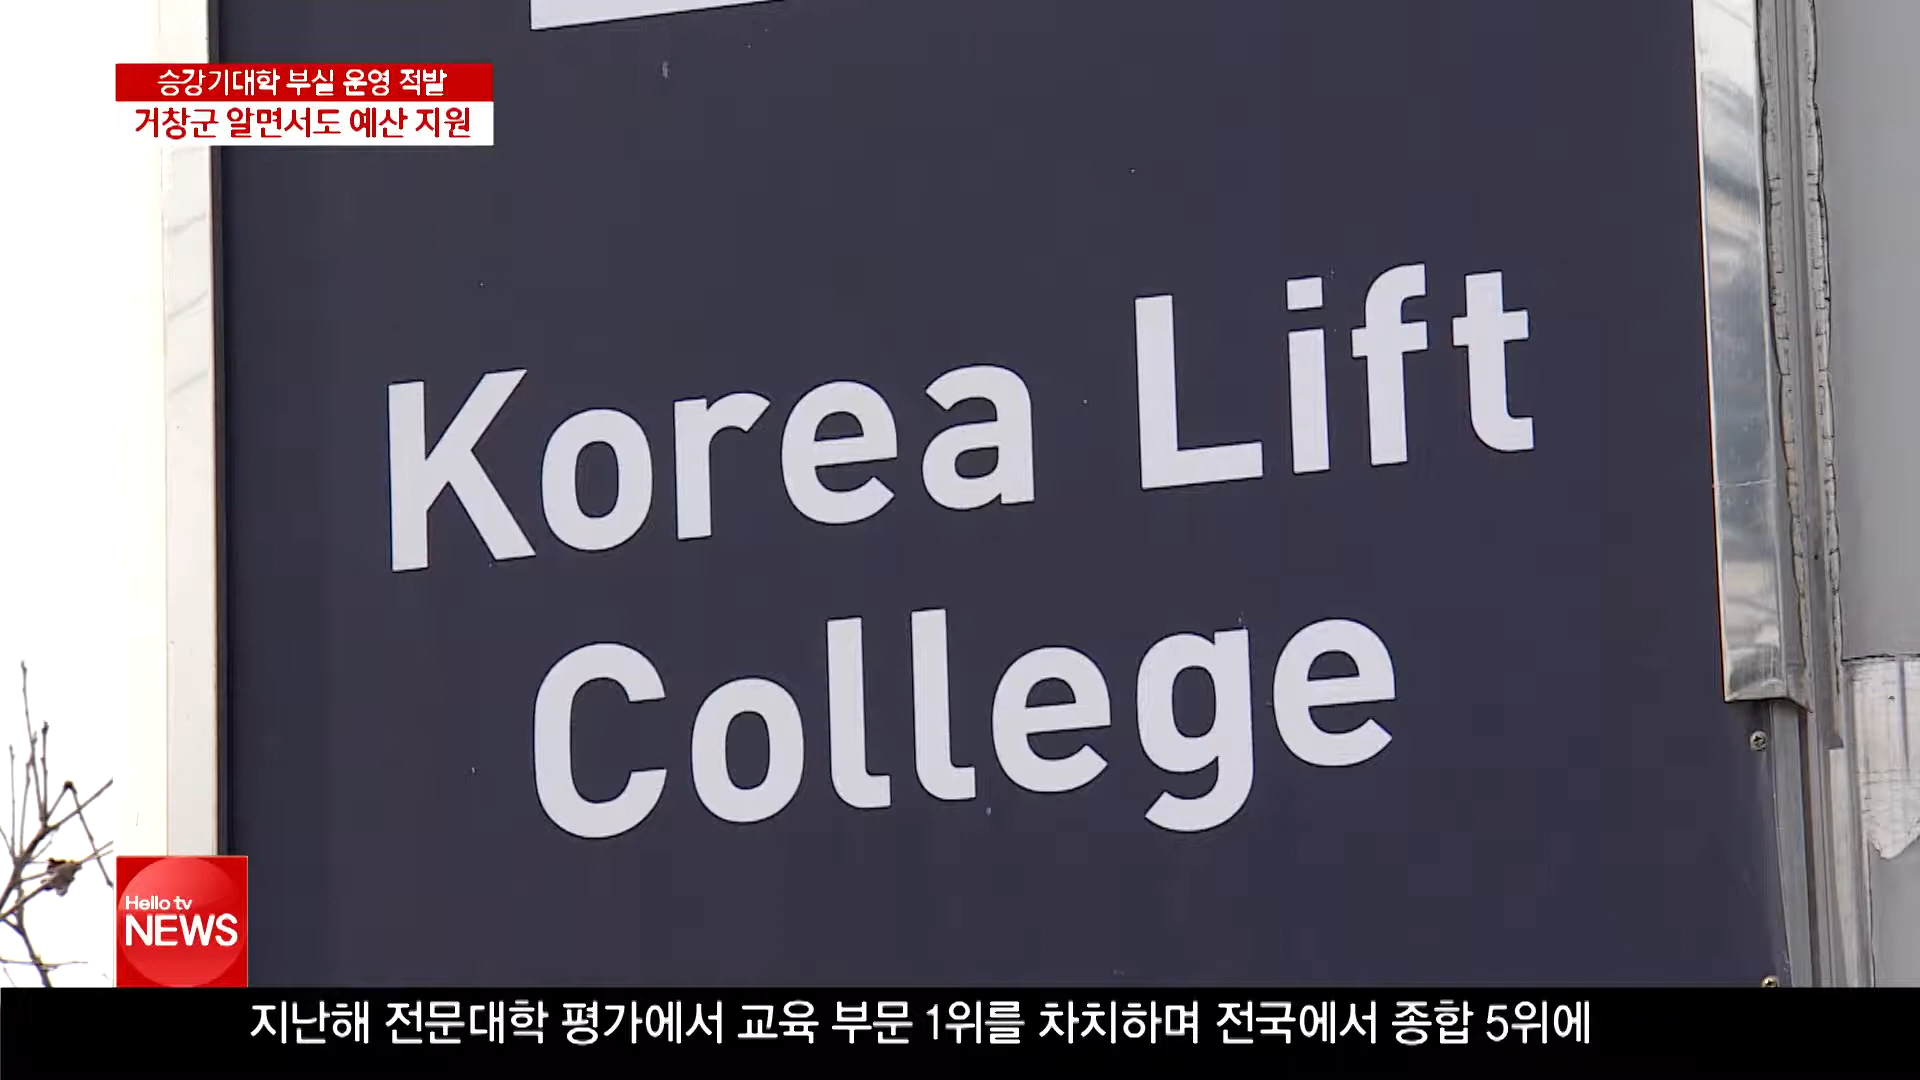 승강기대학 부실 운영 적발
거창군 알면서도 예산 지원
Korea Lift
College
Hello tv
NEWS
지난해 전문대학 평가에서 교육 부문 1위를 차치하며 전국에서 종합 5위에